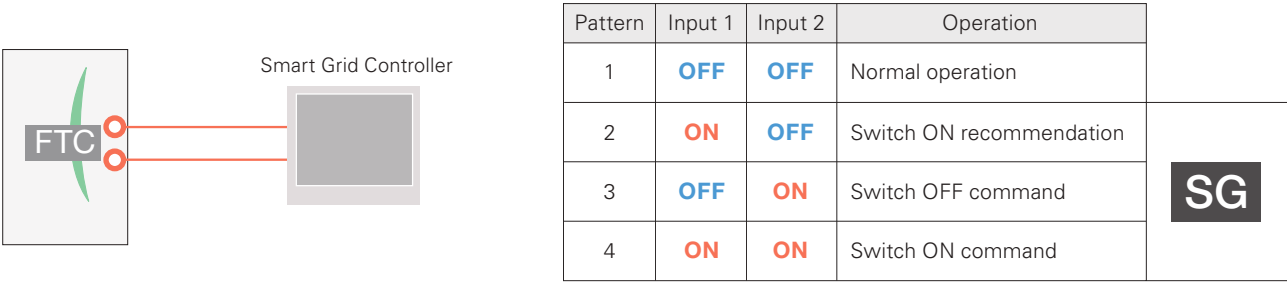 FTC
Smart Grid Controller
Pattern Input 1 Input 2 Operation
1 OFF OFF Normal operation
2 ON OFF Switch ON recommendation
3 OFF ON Switch OFF command
4 ON ON Switch ON command
SG